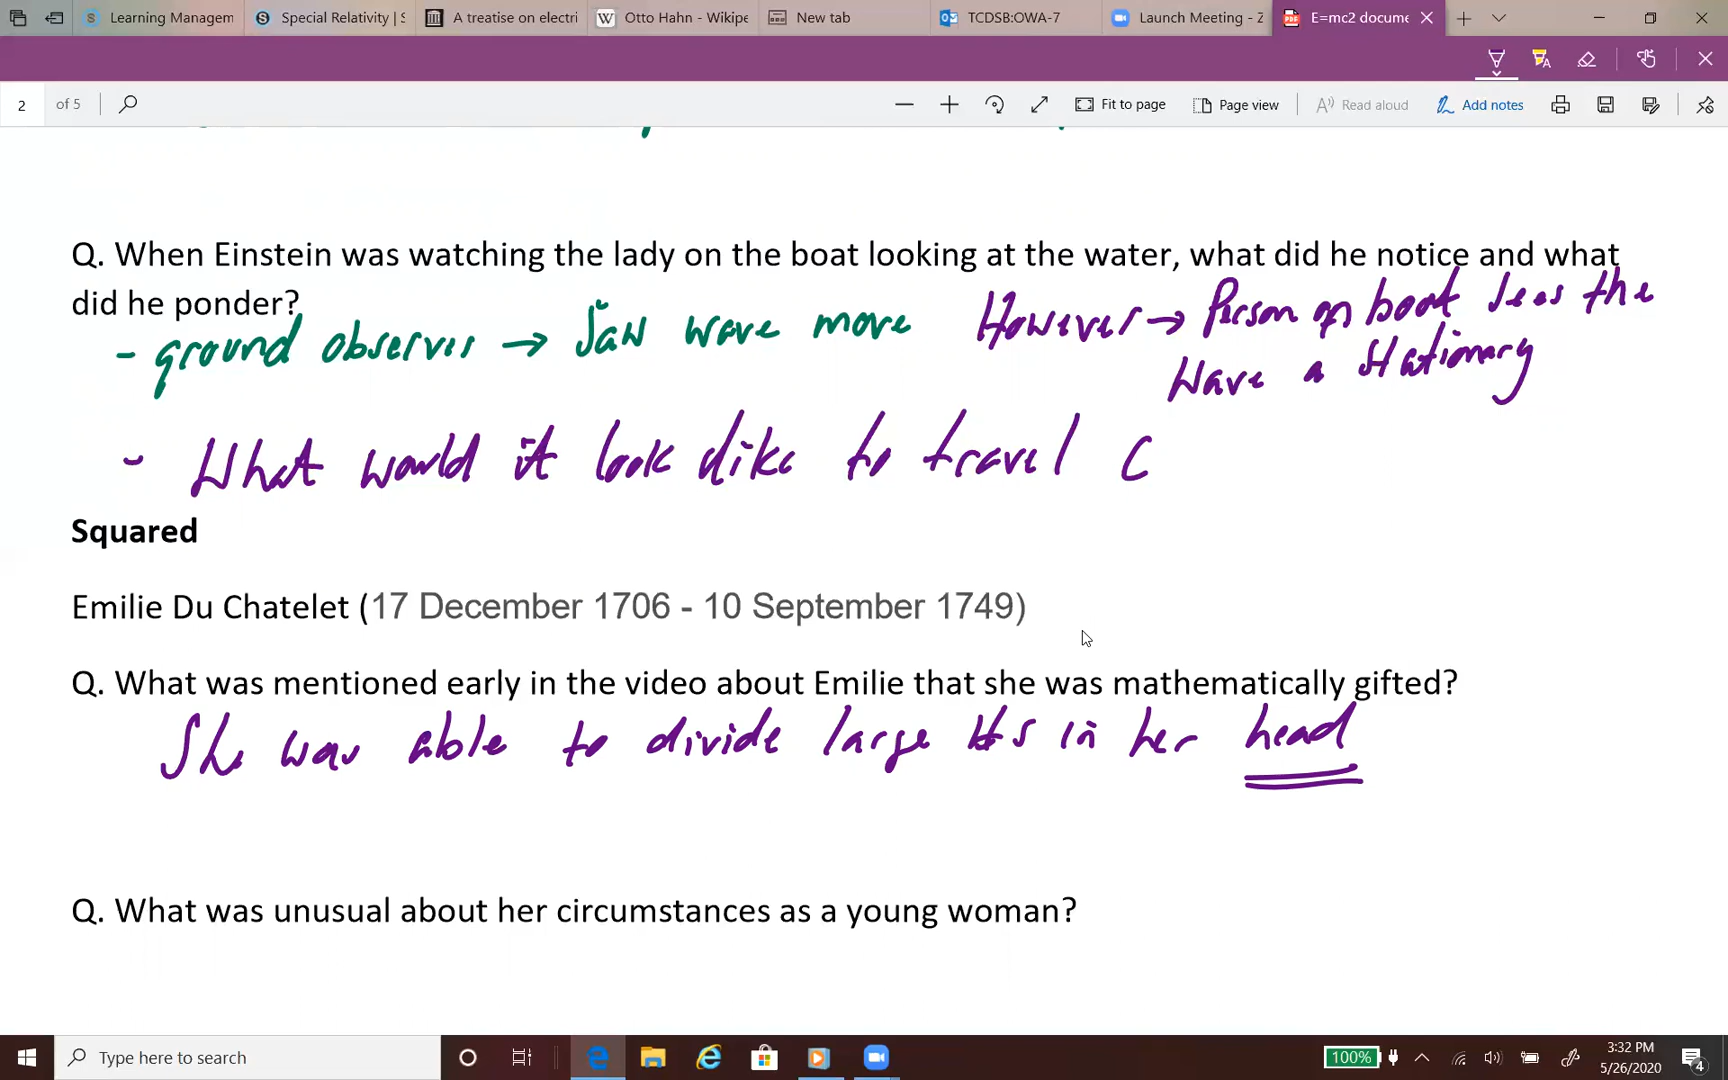 Learning Managem
Special Relativity | S
A treatise on electri
Otto Hahn - Wikipe
New tab
TCDSB:OWA-7
Launch Meeting - Z
E=mc2 docume
2 of 5
Fit to page
Page view
Read aloud
Add notes
Q. When Einstein was watching the lady on the boat looking at the water, what did he notice and what
did he ponder?
- ground observer → Saw wave more However → Person on boat sees the
wave a stationary
- What would it look like to travel C
Squared
Emilie Du Chatelet (17 December 1706 - 10 September 1749)
Q. What was mentioned early in the video about Emilie that she was mathematically gifted?
She was able to divide large #s in her head
Q. What was unusual about her circumstances as a young woman?
Type here to search
100%
3:32 PM
5/26/2020
4